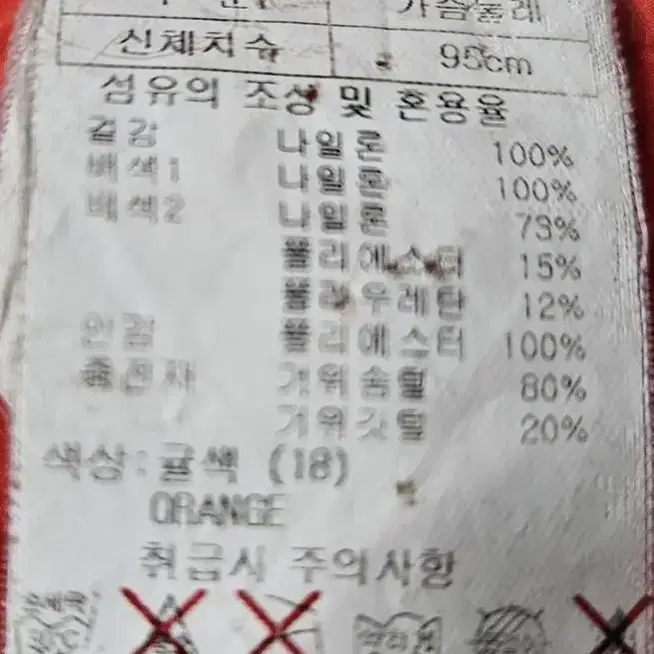 가슴둘레
신체치수 95cm
섬유의 조성 및 혼용율
겉감 나일론 100%
배색1 나일론 100%
배색2 나일론 73%
폴리에스터 15%
폴리우레탄 12%
안감 폴리에스터 100%
충전재 거위솜털 80%
거위깃털 20%
색상: 귤색 (18)
ORANGE
취급시 주의사항